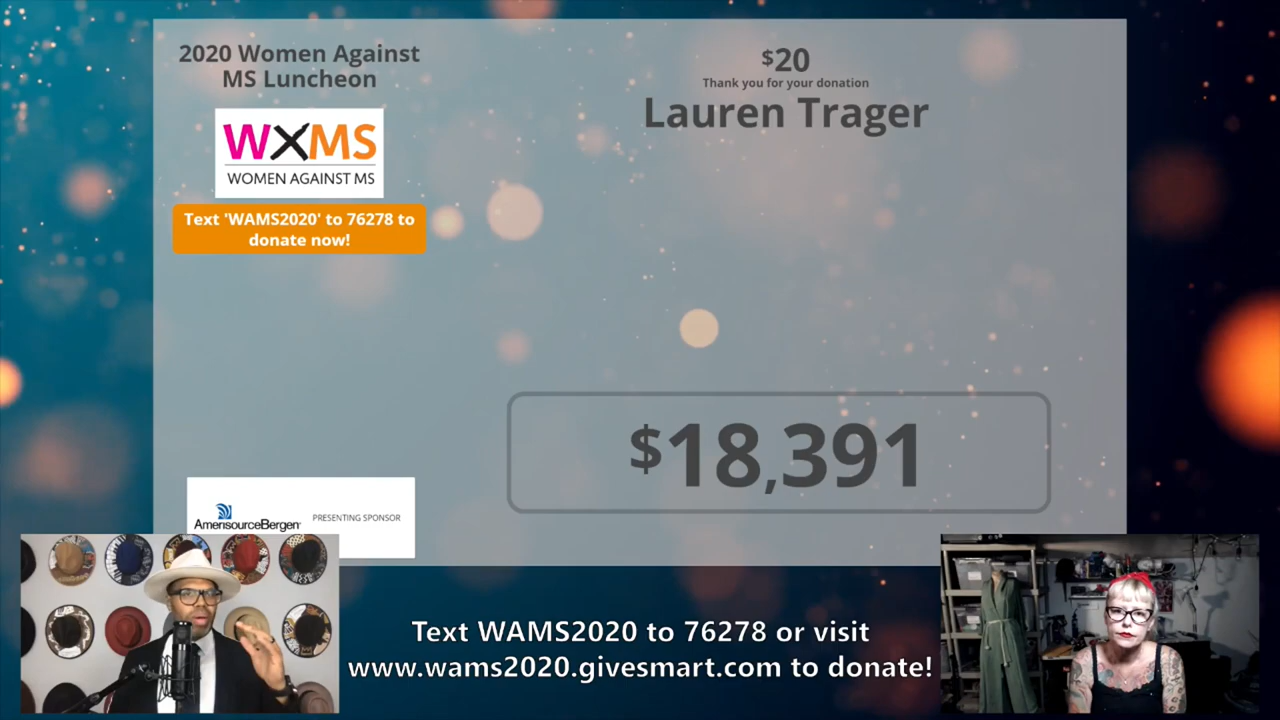 2020 Women Against
MS Luncheon
WXMS
WOMEN AGAINST MS
Text 'WAMS2020' to 76278 to
donate now!
$20
Thank you for your donation
Lauren Trager
$18,391
AmerisourceBergen
PRESENTING SPONSOR
Text WAMS2020 to 76278 or visit
www.wams2020.givesmart.com to donate!